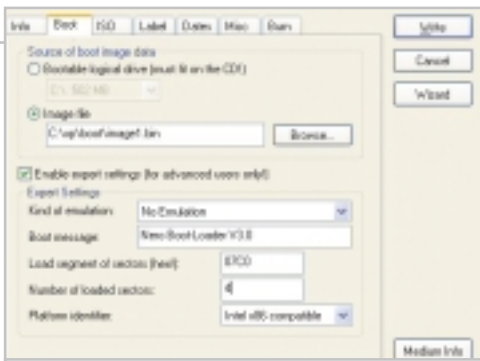 Info Boot ISO Label Dates Misc Burn
Write
Cancel
Wizard
Source of boot image data
Bootable logical drive (must fit on the CD!)
C:\, 502 MB
Image file
C:\xp\boot\image1.bin
Browse...
Enable expert settings (for advanced users only!)
Expert Settings
Kind of emulation: No Emulation
Boot message: Nero Boot-Loader V3.0
Load segment of sectors (hex): 07C0
Number of loaded sectors: 4
Platform identifier: Intel x86 compatible
Medium Info